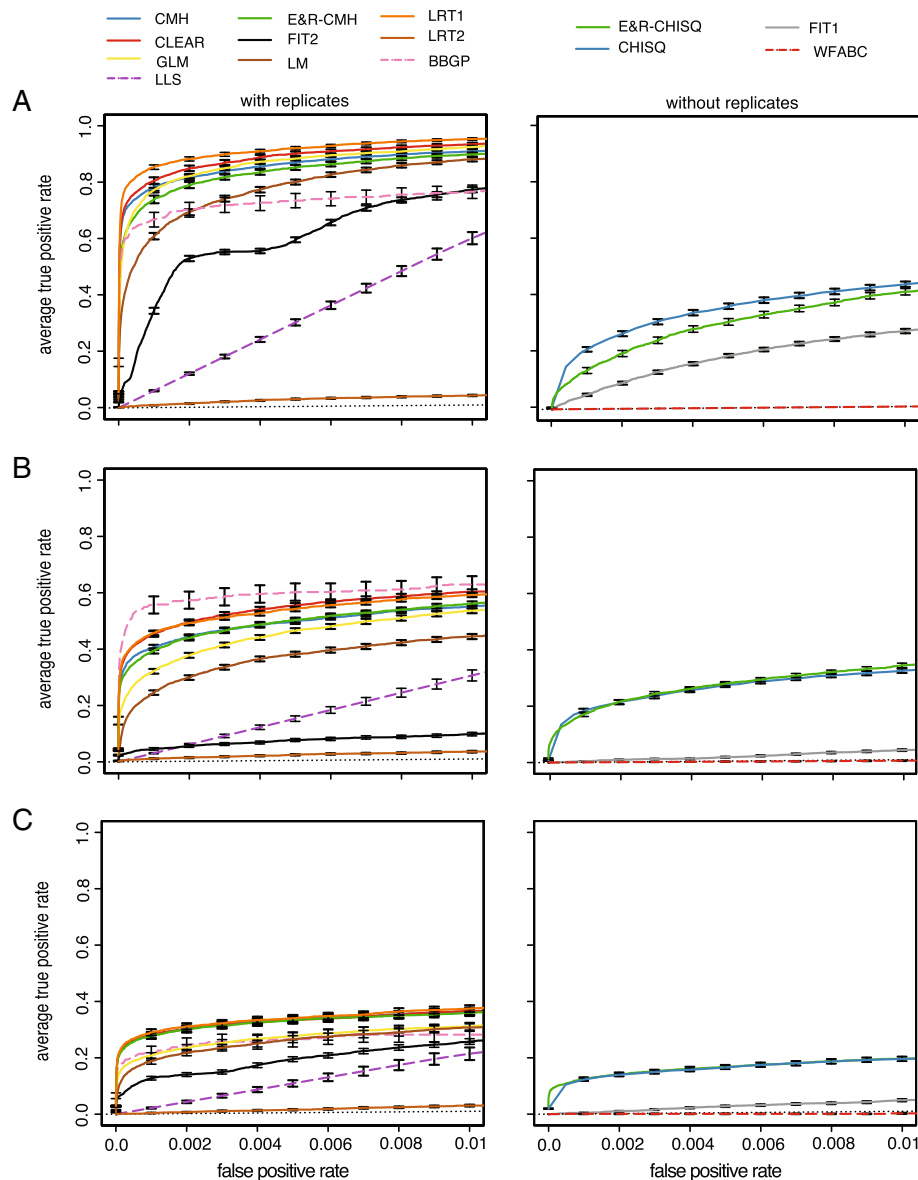 CMH
CLEAR
GLM
LLS
E&R-CMH
FIT2
LM
LRT1
LRT2
BBGP
E&R-CHISQ
CHISQ
FIT1
WFABC
A
with replicates
without replicates
average true positive rate
1.0
0.8
0.6
0.4
0.2
0.0
B
average true positive rate
1.0
0.8
0.6
0.4
0.2
0.0
C
average true positive rate
1.0
0.8
0.6
0.4
0.2
0.0
0.0 0.002 0.004 0.006 0.008 0.01
false positive rate
0.0 0.002 0.004 0.006 0.008 0.01
false positive rate